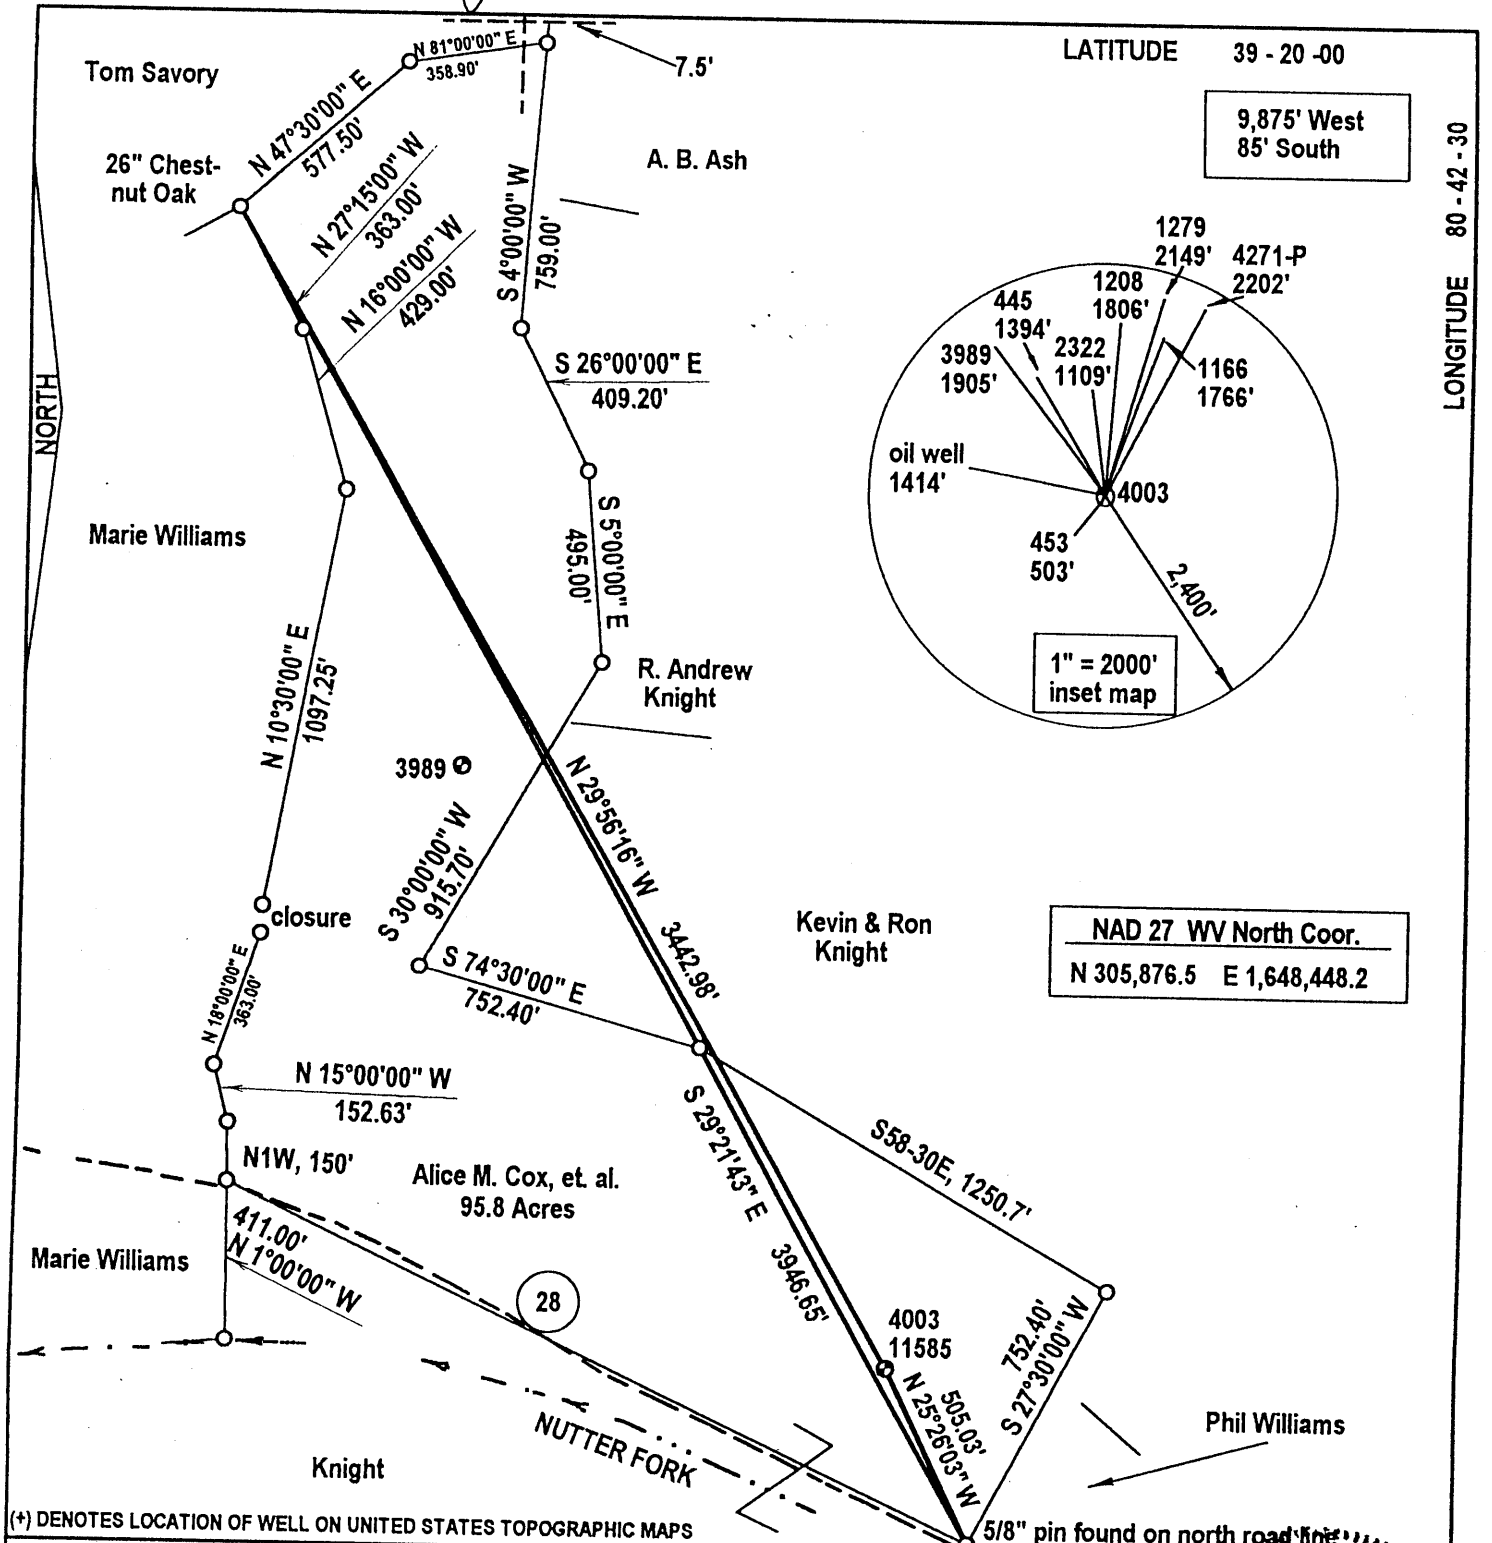 LATITUDE 39 - 20 -00
LONGITUDE 80 - 42 - 30
9,875' West
85' South
Tom Savory
N 81°00'00" E
358.90'
7.5'
N 47°30'00" E
577.50'
26" Chest-
nut Oak
N 27°15'00" W
363.00'
N 16°00'00" W
429.00'
S 4°00'00" W
759.00'
A. B. Ash
S 26°00'00" E
409.20'
NORTH
Marie Williams
S 5°00'00" E
495.00'
R. Andrew
Knight
N 10°30'00" E
1097.25'
3989
S 30°00'00" W
915.70'
N 29°56'16" W 3442.98'
closure
S 74°30'00" E
752.40'
N 18°00'00" E
363.00'
N 15°00'00" W
152.63'
N1W, 150'
Alice M. Cox, et. al.
95.8 Acres
Marie Williams
411.00'
N 1°00'00" W
28
S 29°21'43" E 3946.65'
S58-30E, 1250.7'
Kevin & Ron
Knight
4003
11585
505.03'
N 25°26'03" W
752.40'
S 27°30'00" W
Phil Williams
NUTTER FORK
Knight
1279
2149'
4271-P
2202'
1208
1806'
445
1394'
2322
1109'
3989
1905'
1166
1766'
oil well
1414'
4003
453
503'
2,400'
1" = 2000'
inset map
NAD 27 WV North Coor.
N 305,876.5 E 1,648,448.2
(+) DENOTES LOCATION OF WELL ON UNITED STATES TOPOGRAPHIC MAPS
5/8" pin found on north road line